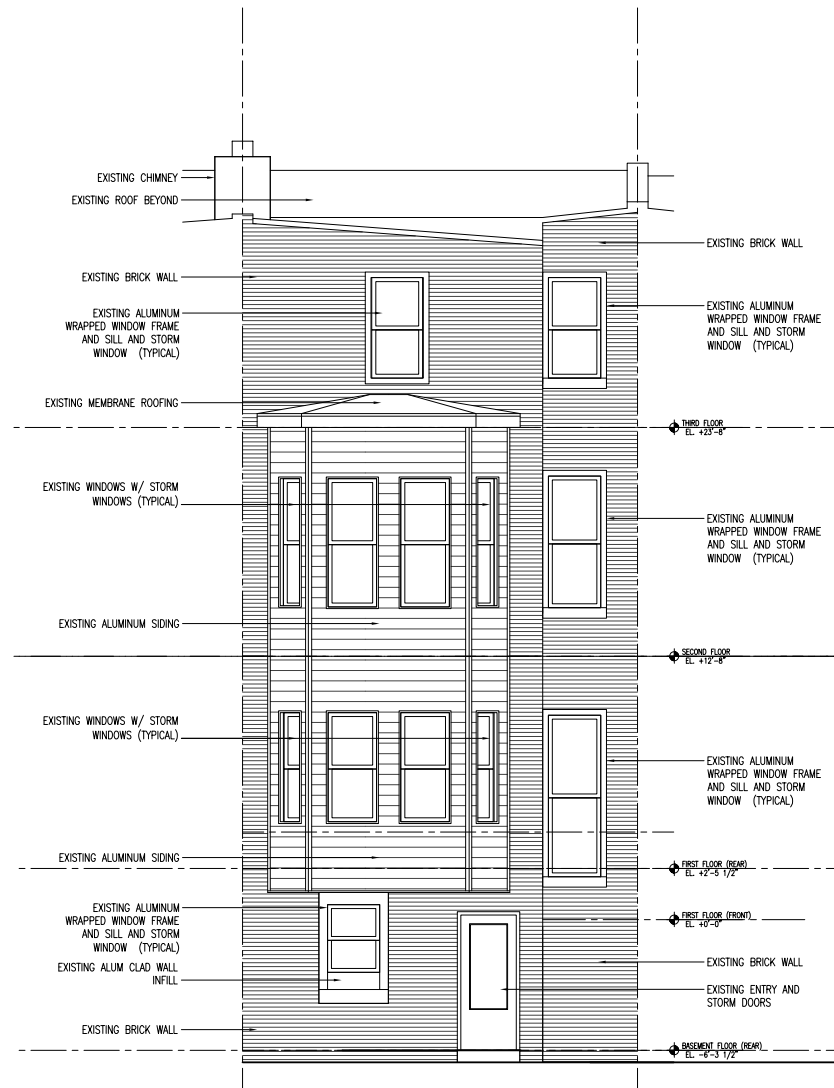 EXISTING CHIMNEY
EXISTING ROOF BEYOND
EXISTING BRICK WALL
EXISTING BRICK WALL
EXISTING ALUMINUM
WRAPPED WINDOW FRAME
AND SILL AND STORM
WINDOW (TYPICAL)
EXISTING ALUMINUM
WRAPPED WINDOW FRAME
AND SILL AND STORM
WINDOW (TYPICAL)
EXISTING MEMBRANE ROOFING
THIRD FLOOR
EL. +23'-8"
EXISTING WINDOWS W/ STORM
WINDOWS (TYPICAL)
EXISTING ALUMINUM
WRAPPED WINDOW FRAME
AND SILL AND STORM
WINDOW (TYPICAL)
EXISTING ALUMINUM SIDING
SECOND FLOOR
EL. +12'-8"
EXISTING WINDOWS W/ STORM
WINDOWS (TYPICAL)
EXISTING ALUMINUM
WRAPPED WINDOW FRAME
AND SILL AND STORM
WINDOW (TYPICAL)
EXISTING ALUMINUM SIDING
FIRST FLOOR (REAR)
EL. +2'-5 1/2"
EXISTING ALUMINUM
WRAPPED WINDOW FRAME
AND SILL AND STORM
WINDOW (TYPICAL)
FIRST FLOOR (FRONT)
EL. +0'-0"
EXISTING ALUM CLAD WALL
INFILL
EXISTING BRICK WALL
EXISTING ENTRY AND
STORM DOORS
EXISTING BRICK WALL
BASEMENT FLOOR (REAR)
EL. -6'-3 1/2"